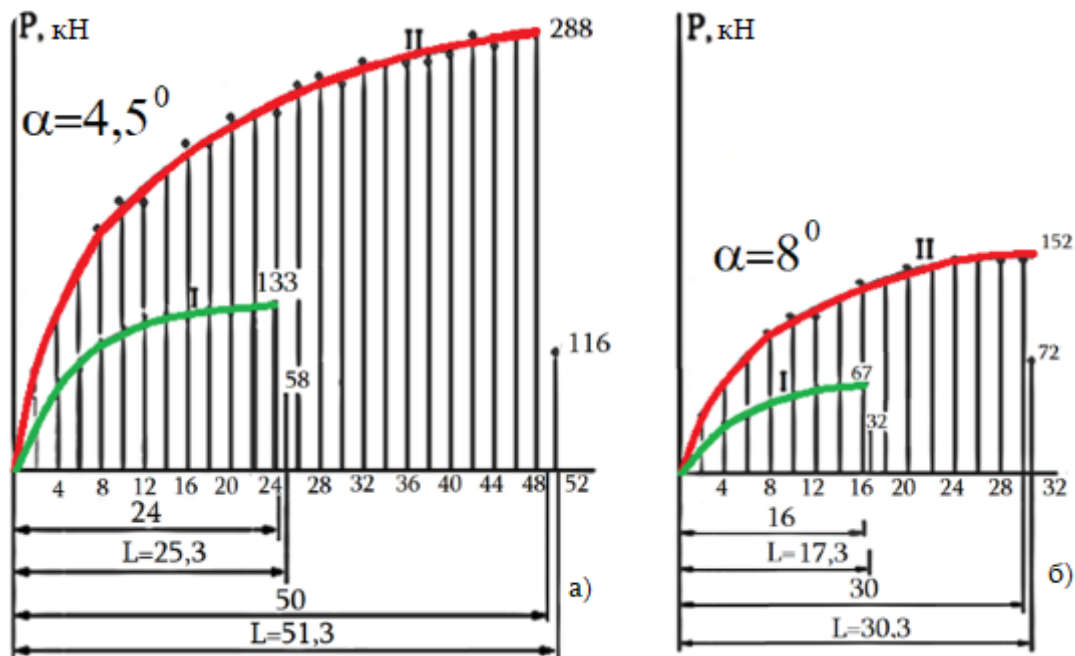 P, кН
II
288
α=4,5⁰
133
I
116
58
4 8 12 16 20 24 28 32 36 40 44 48 52
24
L=25,3
50
L=51,3
а)
P, кН
α=8⁰
II
152
I
67
72
32
4 8 12 16 20 24 28 32
16
L=17,3
30
L=30,3
б)